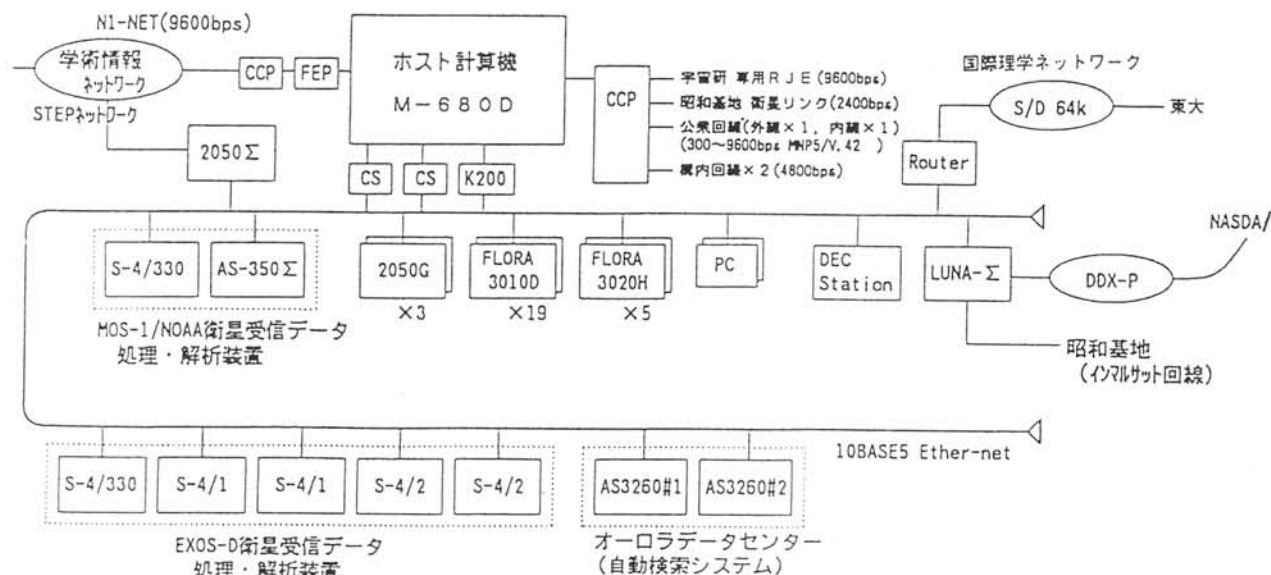 N1-NET(9600bps)
学術情報
ネットワーク
STEPネットワーク
CCP
FEP
ホスト計算機
M-680D
CCP
宇宙研 専用RJE(9600bps)
昭和基地 衛星リンク(2400bps)
公衆回線(外線×1, 内線×1)
(300~9600bps MNP5/V.42 )
構内回線×2(4800bps)
国際理学ネットワーク
S/D 64k
東大
Router
2050Σ
CS
CS
K200
S-4/330
AS-350Σ
MOS-1/NOAA衛星受信データ
処理・解析装置
2050G
×3
FLORA
3010D
×19
FLORA
3020H
×5
PC
DEC
Station
LUNA-Σ
DDX-P
NASDA/
昭和基地
(インマルサット回線)
10BASE5 Ether-net
S-4/330
S-4/1
S-4/1
S-4/2
S-4/2
EXOS-D衛星受信データ
処理・解析装置
AS3260#1
AS3260#2
オーロラデータセンター
(自動検索システム)